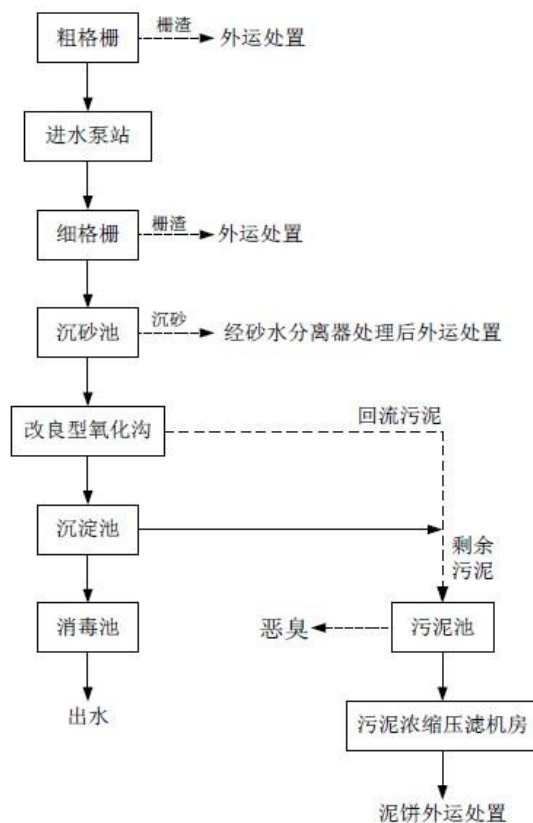 粗格栅
栅渣
外运处置
进水泵站
细格栅
栅渣
外运处置
沉砂池
沉砂
经砂水分离器处理后外运处置
改良型氧化沟
回流污泥
沉淀池
剩余
污泥
消毒池
恶臭
污泥池
出水
污泥浓缩压滤机房
泥饼外运处置